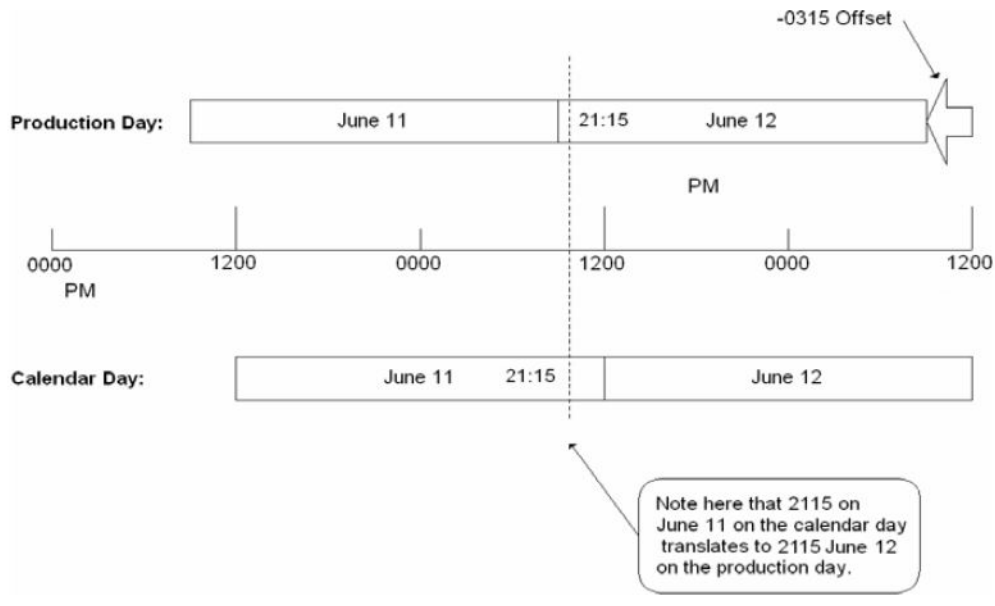 -0315 Offset
Production Day:
June 11
21:15
June 12
PM
0000
1200
0000
1200
0000
1200
PM
Calendar Day:
June 11
21:15
June 12
Note here that 2115 on
June 11 on the calendar day
translates to 2115 June 12
on the production day.